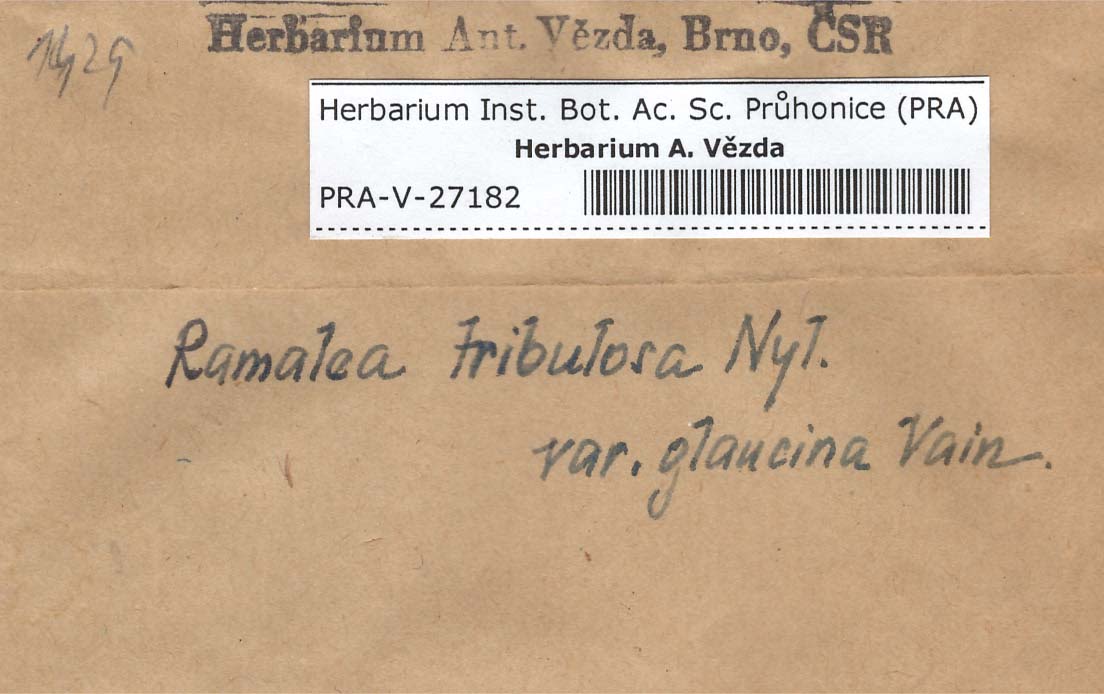 Herbarium Ant. Vězda, Brno, ČSR
Herbarium Inst. Bot. Ac. Sc. Průhonice (PRA)
Herbarium A. Vězda
PRA-V-27182
Ramalea tribulosa Nyl.
var. glaucina Vain.